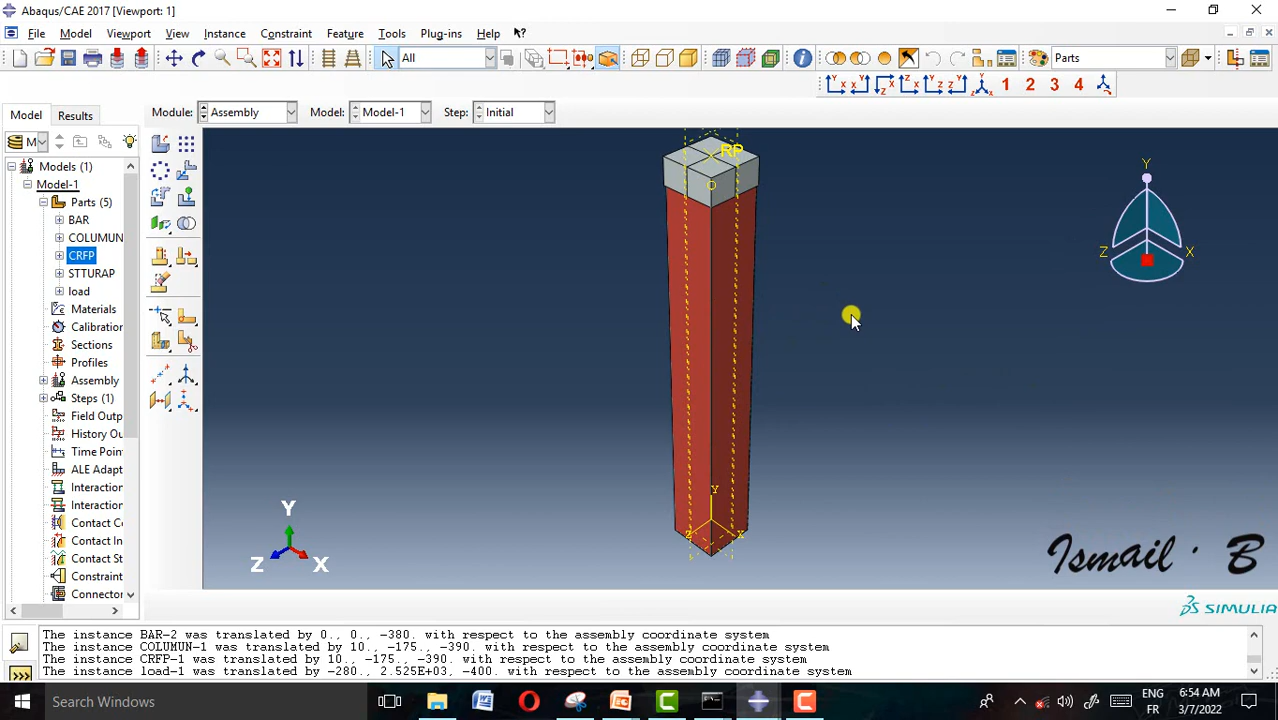 Abaqus/CAE 2017 [Viewport: 1]
File Model Viewport View Instance Constraint Feature Tools Plug-ins Help
All
Parts
1 2 3 4
Model Results
Module: Assembly Model: Model-1 Step: Initial
M
Models (1)
Model-1
Parts (5)
BAR
COLUMUN
CRFP
STTURAP
load
Materials
Calibration
Sections
Profiles
Assembly
Steps (1)
Field Outp
History Ou
Time Poin
ALE Adapt
Interaction
Interaction
Contact Co
Contact In
Contact St
Constraint
Connector
RP
Y
Z X
Y
Z X
Y
Z X
Ismail · B
SIMULIA
The instance BAR-2 was translated by 0., 0., -380. with respect to the assembly coordinate system
The instance COLUMUN-1 was translated by 10., -175., -390. with respect to the assembly coordinate system
The instance CRFP-1 was translated by 10., -175., -390. with respect to the assembly coordinate system
The instance load-1 was translated by -280., 2.525E+03, -400. with respect to the assembly coordinate system
Search Windows
ENG
FR
6:54 AM
3/7/2022